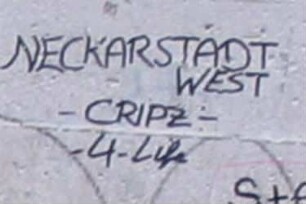 NECKARSTADT
WEST
- CRIPZ -
-4-Life